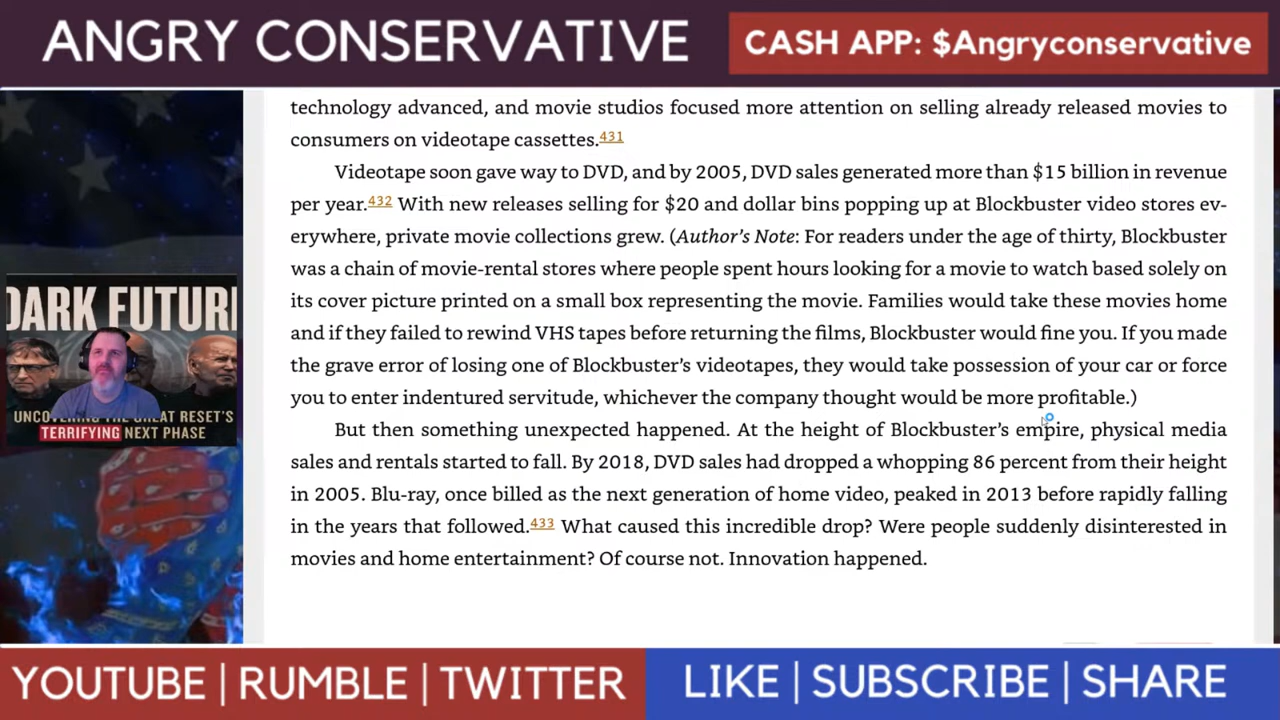 ANGRY CONSERVATIVE
CASH APP: $Angryconservative
technology advanced, and movie studios focused more attention on selling already released movies to
consumers on videotape cassettes.431
Videotape soon gave way to DVD, and by 2005, DVD sales generated more than $15 billion in revenue
per year.432 With new releases selling for $20 and dollar bins popping up at Blockbuster video stores ev-
erywhere, private movie collections grew. (Author's Note: For readers under the age of thirty, Blockbuster
was a chain of movie-rental stores where people spent hours looking for a movie to watch based solely on
its cover picture printed on a small box representing the movie. Families would take these movies home
and if they failed to rewind VHS tapes before returning the films, Blockbuster would fine you. If you made
the grave error of losing one of Blockbuster's videotapes, they would take possession of your car or force
you to enter indentured servitude, whichever the company thought would be more profitable.)
But then something unexpected happened. At the height of Blockbuster's empire, physical media
sales and rentals started to fall. By 2018, DVD sales had dropped a whopping 86 percent from their height
in 2005. Blu-ray, once billed as the next generation of home video, peaked in 2013 before rapidly falling
in the years that followed.433 What caused this incredible drop? Were people suddenly disinterested in
movies and home entertainment? Of course not. Innovation happened.
DARK FUTUR
UNCOVERING THE GREAT RESET'S
TERRIFYING NEXT PHASE
YOUTUBE | RUMBLE | TWITTER
LIKE | SUBSCRIBE | SHARE